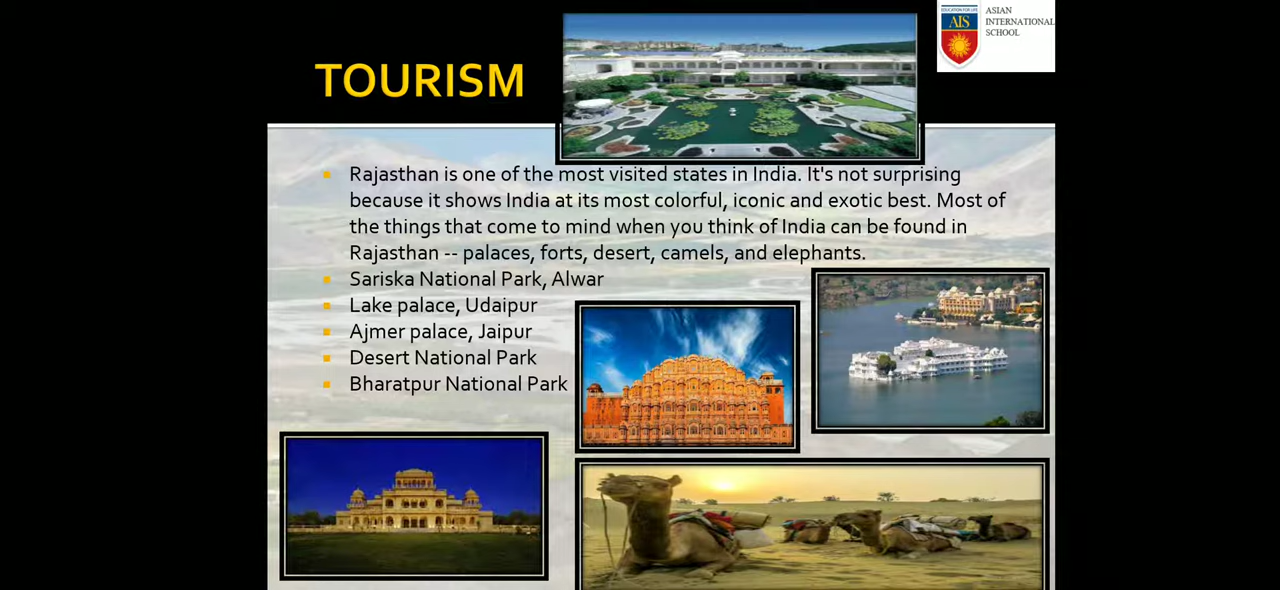 EDUCATION FOR LIFE
AIS
ASIAN
INTERNATIONAL
SCHOOL
TOURISM
Rajasthan is one of the most visited states in India. It's not surprising
because it shows India at its most colorful, iconic and exotic best. Most of
the things that come to mind when you think of India can be found in
Rajasthan -- palaces, forts, desert, camels, and elephants.
Sariska National Park, Alwar
Lake palace, Udaipur
Ajmer palace, Jaipur
Desert National Park
Bharatpur National Park